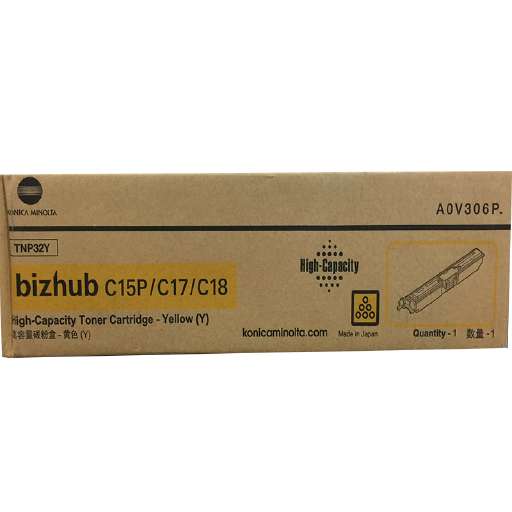 KONICA MINOLTA
A0V306P.
TNP32Y
bizhub C15P/C17/C18
High-Capacity
High-Capacity Toner Cartridge - Yellow (Y)
高容量碳粉盒 - 黄色 (Y)
konicaminolta.com
Made in Japan
Quantity - 1 数量 - 1